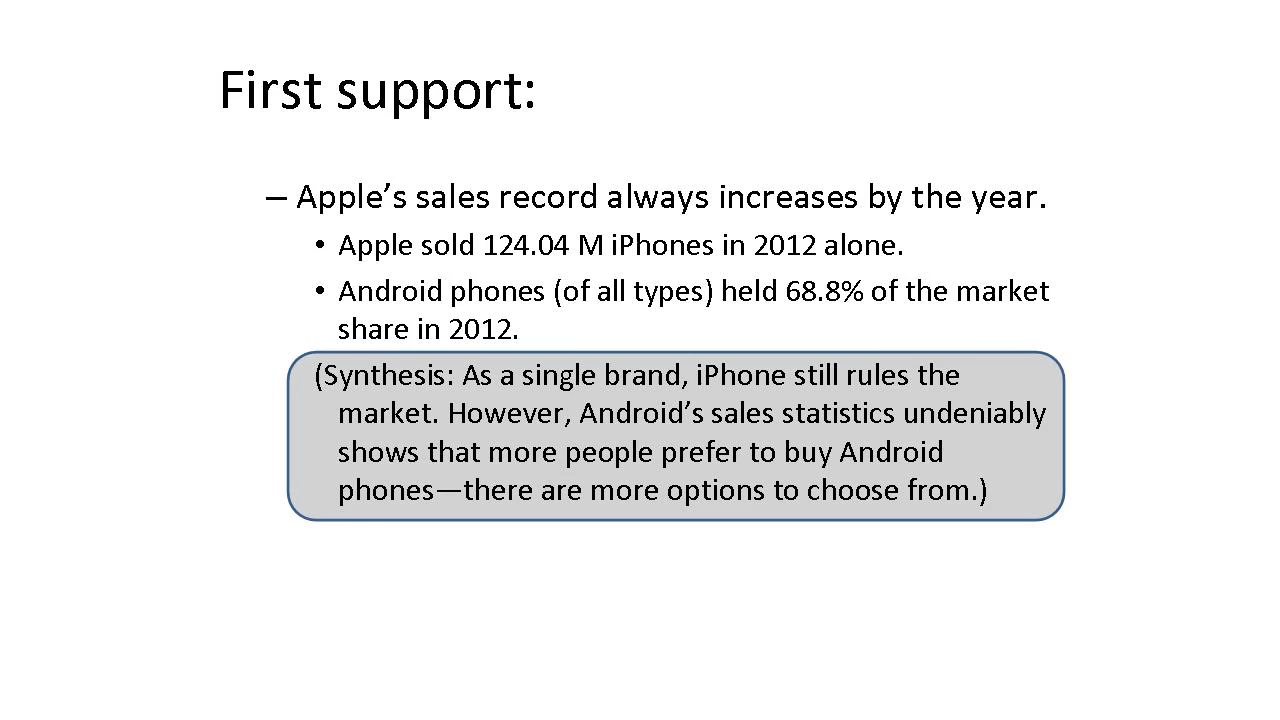 First support:
– Apple’s sales record always increases by the year.
• Apple sold 124.04 M iPhones in 2012 alone.
• Android phones (of all types) held 68.8% of the market
share in 2012.
(Synthesis: As a single brand, iPhone still rules the
market. However, Android’s sales statistics undeniably
shows that more people prefer to buy Android
phones—there are more options to choose from.)